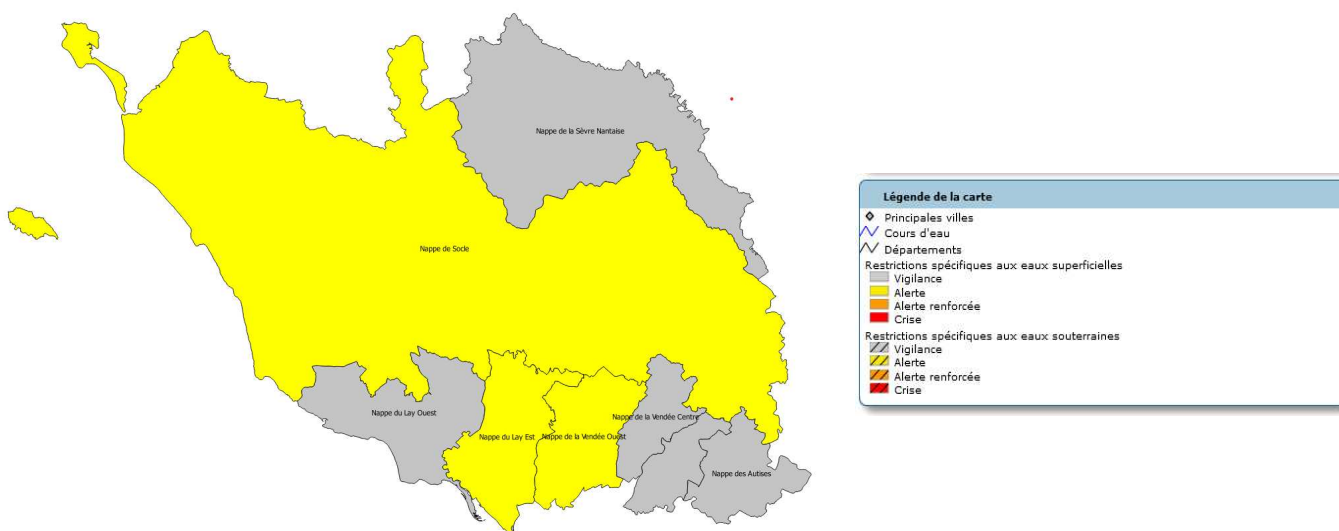 Nappe de la Sèvre Nantaise
Nappe de Socle
Nappe du Lay Ouest
Nappe du Lay Est
Nappe de la Vendée Ouest
Nappe de la Vendée Centre
Nappe des Autises
Légende de la carte
Principales villes
Cours d'eau
Départements
Restrictions spécifiques aux eaux superficielles
Vigilance
Alerte
Alerte renforcée
Crise
Restrictions spécifiques aux eaux souterraines
Vigilance
Alerte
Alerte renforcée
Crise